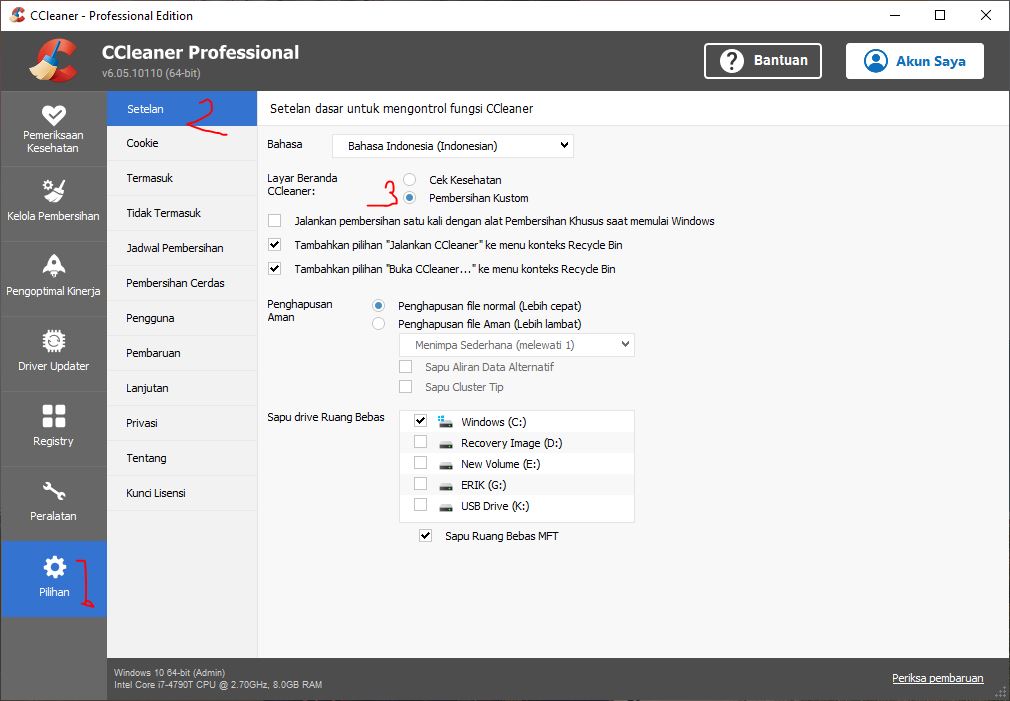 CCleaner - Professional Edition
CCleaner Professional
v6.05.10110 (64-bit)
? Bantuan
Akun Saya
Pemeriksaan
Kesehatan
Kelola Pembersihan
Pengoptimal Kinerja
Driver Updater
Registry
Peralatan
Pilihan
1
Setelan
2
Cookie
Termasuk
Tidak Termasuk
Jadwal Pembersihan
Pembersihan Cerdas
Pengguna
Pembaruan
Lanjutan
Privasi
Tentang
Kunci Lisensi
Setelan dasar untuk mengontrol fungsi CCleaner
Bahasa
Bahasa Indonesia (Indonesian)
Layar Beranda
CCleaner:
3
Cek Kesehatan
Pembersihan Kustom
Jalankan pembersihan satu kali dengan alat Pembersihan Khusus saat memulai Windows
Tambahkan pilihan "Jalankan CCleaner" ke menu konteks Recycle Bin
Tambahkan pilihan "Buka CCleaner..." ke menu konteks Recycle Bin
Penghapusan
Aman
Penghapusan file normal (Lebih cepat)
Penghapusan file Aman (Lebih lambat)
Menimpa Sederhana (melewati 1)
Sapu Aliran Data Alternatif
Sapu Cluster Tip
Sapu drive Ruang Bebas
Windows (C:)
Recovery Image (D:)
New Volume (E:)
ERIK (G:)
USB Drive (K:)
Sapu Ruang Bebas MFT
Windows 10 64-bit (Admin)
Intel Core i7-4790T CPU @ 2.70GHz, 8.0GB RAM
Periksa pembaruan